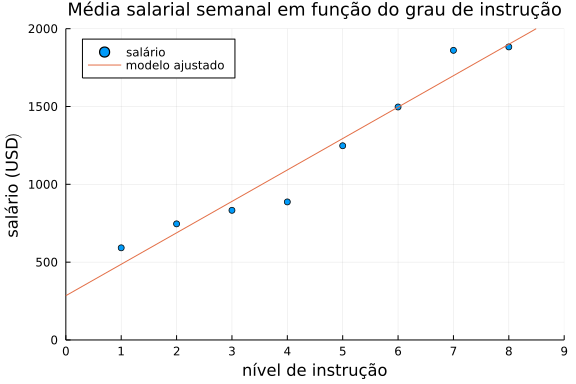 Média salarial semanal em função do grau de instrução
salário
modelo ajustado
2000
1500
1000
500
0
salário (USD)
0 1 2 3 4 5 6 7 8 9
nível de instrução